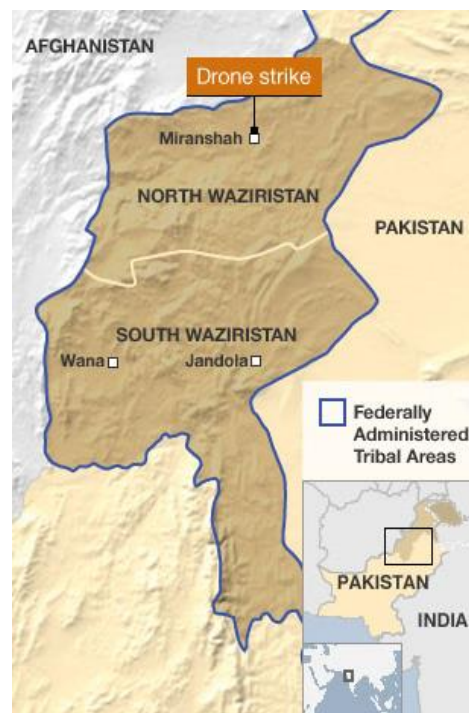 AFGHANISTAN
Drone strike
Miranshah
NORTH WAZIRISTAN
PAKISTAN
SOUTH WAZIRISTAN
Wana
Jandola
Federally
Administered
Tribal Areas
PAKISTAN
INDIA